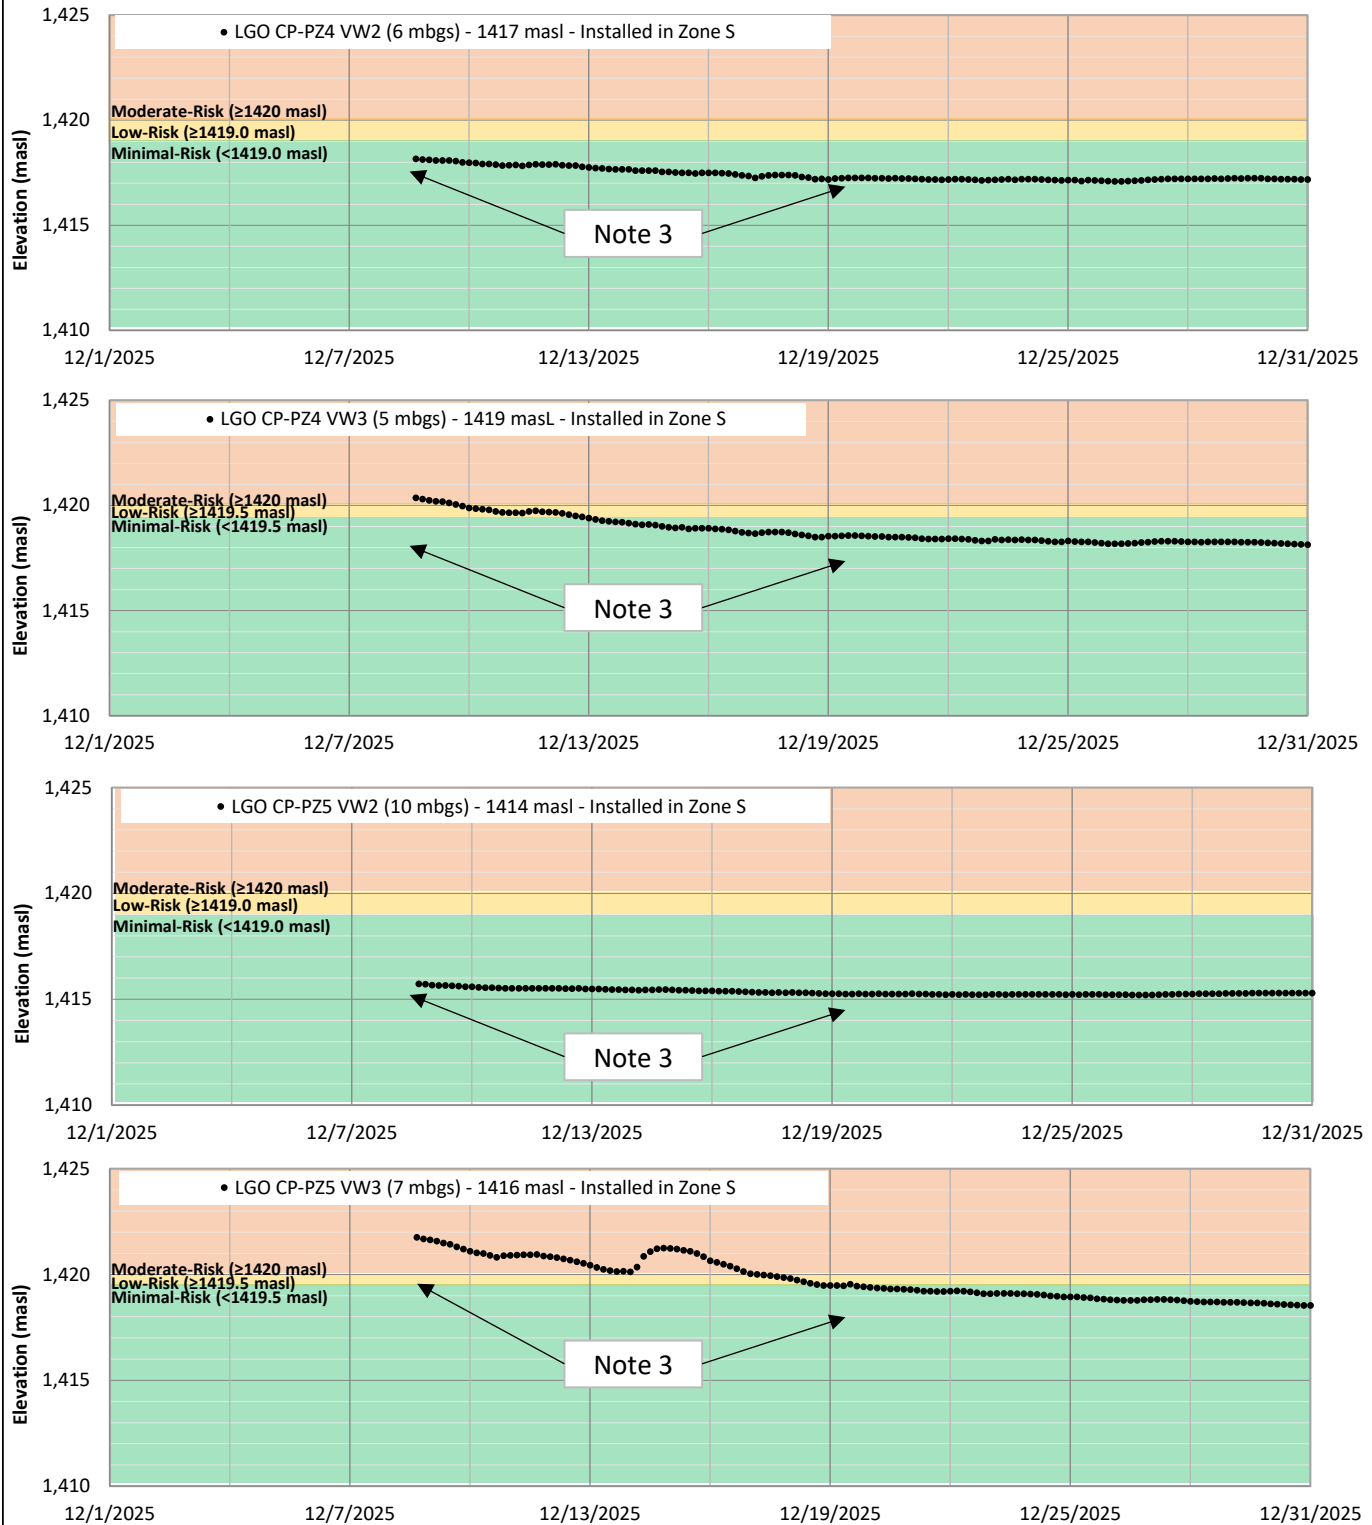 1,425
• LGO CP-PZ4 VW2 (6 mbgs) - 1417 masl - Installed in Zone S
Moderate-Risk (≥1420 masl)
1,420
Low-Risk (≥1419.0 masl)
Minimal-Risk (<1419.0 masl)
Elevation (masl)
1,415
Note 3
1,410
12/1/2025 12/7/2025 12/13/2025 12/19/2025 12/25/2025 12/31/2025
1,425
• LGO CP-PZ4 VW3 (5 mbgs) - 1419 masL - Installed in Zone S
Moderate-Risk (≥1420 masl)
1,420
Low-Risk (≥1419.5 masl)
Minimal-Risk (<1419.5 masl)
Elevation (masl)
1,415
Note 3
1,410
12/1/2025 12/7/2025 12/13/2025 12/19/2025 12/25/2025 12/31/2025
1,425
• LGO CP-PZ5 VW2 (10 mbgs) - 1414 masl - Installed in Zone S
Moderate-Risk (≥1420 masl)
1,420
Low-Risk (≥1419.0 masl)
Minimal-Risk (<1419.0 masl)
Elevation (masl)
1,415
Note 3
1,410
12/1/2025 12/7/2025 12/13/2025 12/19/2025 12/25/2025 12/31/2025
1,425
• LGO CP-PZ5 VW3 (7 mbgs) - 1416 masl - Installed in Zone S
Moderate-Risk (≥1420 masl)
1,420
Low-Risk (≥1419.5 masl)
Minimal-Risk (<1419.5 masl)
Elevation (masl)
1,415
Note 3
1,410
12/1/2025 12/7/2025 12/13/2025 12/19/2025 12/25/2025 12/31/2025